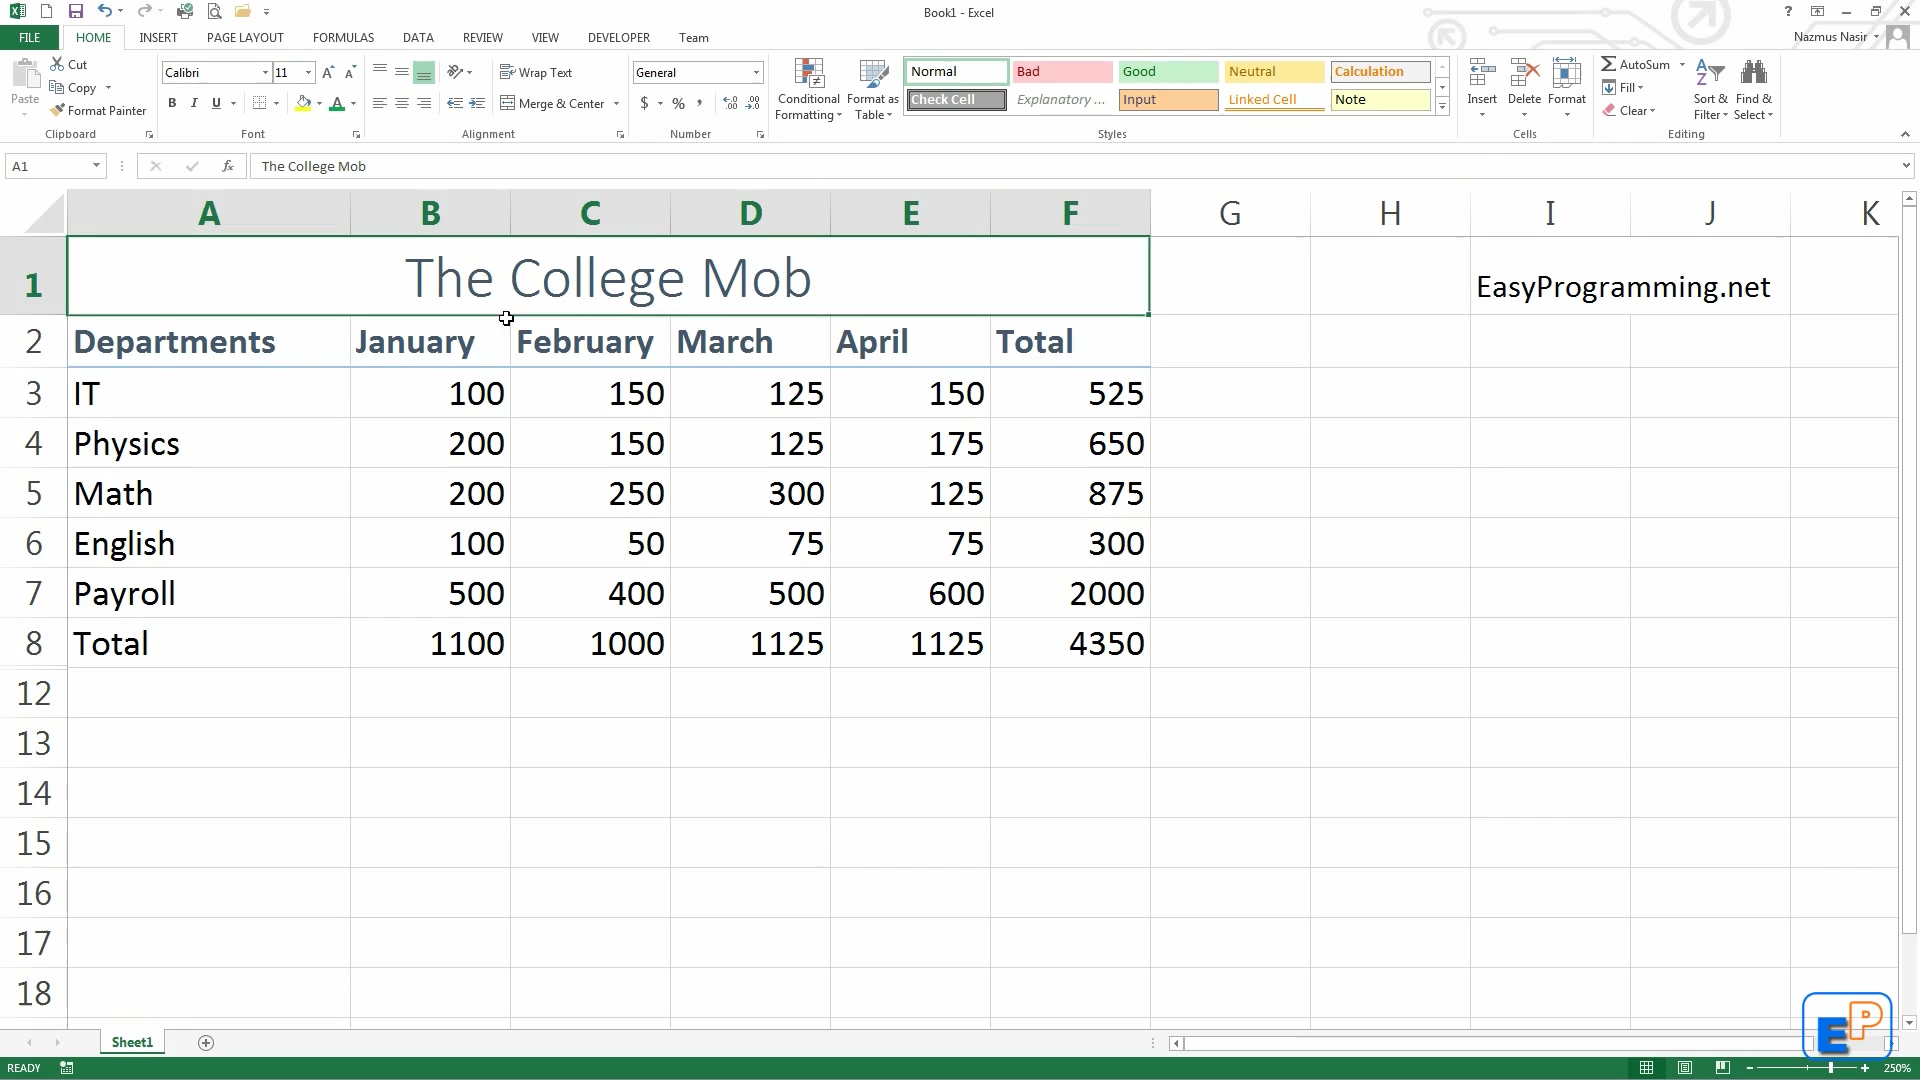 Book1 - Excel
?
FILE HOME INSERT PAGE LAYOUT FORMULAS DATA REVIEW VIEW DEVELOPER Team
Nazmus Nasir
Paste
Cut
Copy
Format Painter
Clipboard
Calibri 11
B I U
Font
Wrap Text
Merge & Center
Alignment
General
$ % ,
Number
Conditional Formatting
Format as Table
Normal Bad Good Neutral Calculation
Check Cell Explanatory ... Input Linked Cell Note
Styles
Insert Delete Format
Cells
AutoSum
Fill
Clear
Sort & Filter
Find & Select
Editing
A1 fx The College Mob
A B C D E F G H I J K
1 The College Mob EasyProgramming.net
2 Departments January February March April Total
3 IT 100 150 125 150 525
4 Physics 200 150 125 175 650
5 Math 200 250 300 125 875
6 English 100 50 75 75 300
7 Payroll 500 400 500 600 2000
8 Total 1100 1000 1125 1125 4350
12
13
14
15
16
17
18
EP
Sheet1
READY 250%